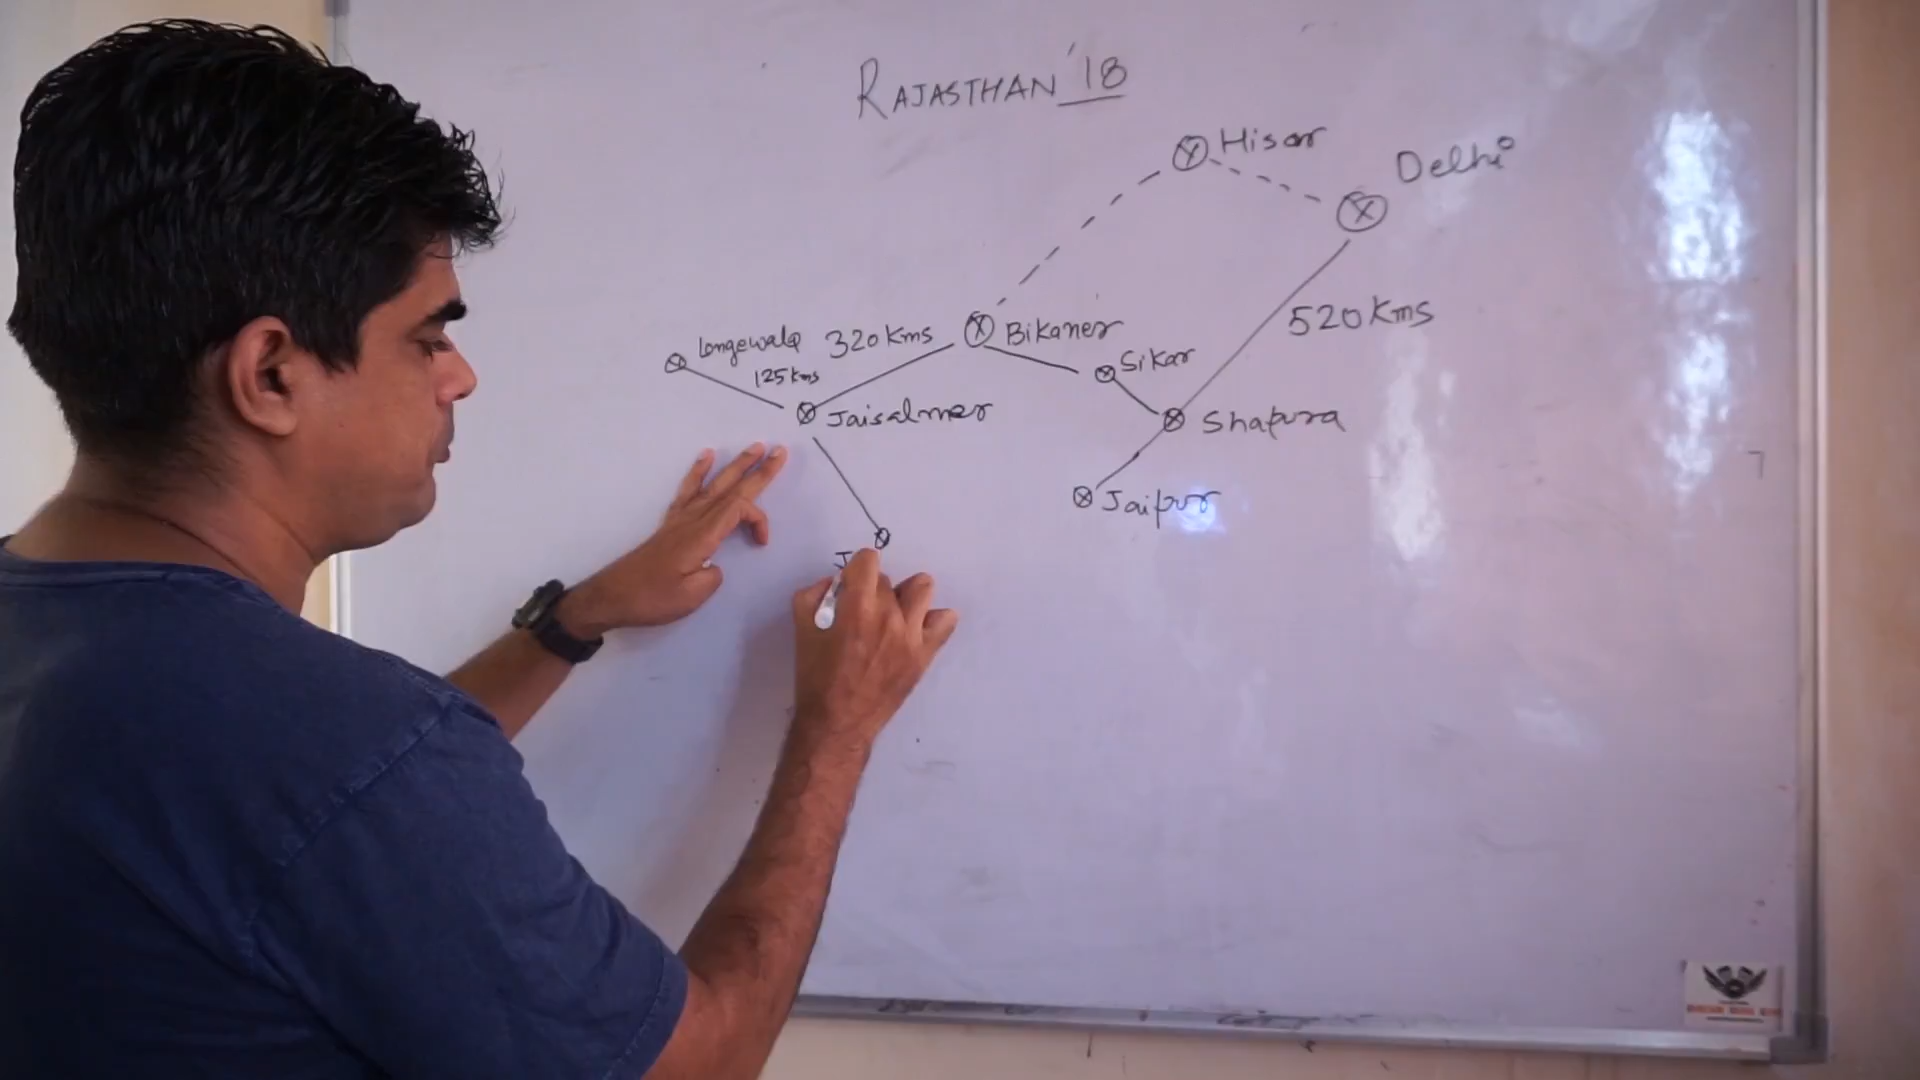 RAJASTHAN '18
Hisar
Delhi
520 Kms
Longewala
320 Kms
Bikaner
125 Kms
Sikar
Jaisalmer
Shapura
Jaipur
J